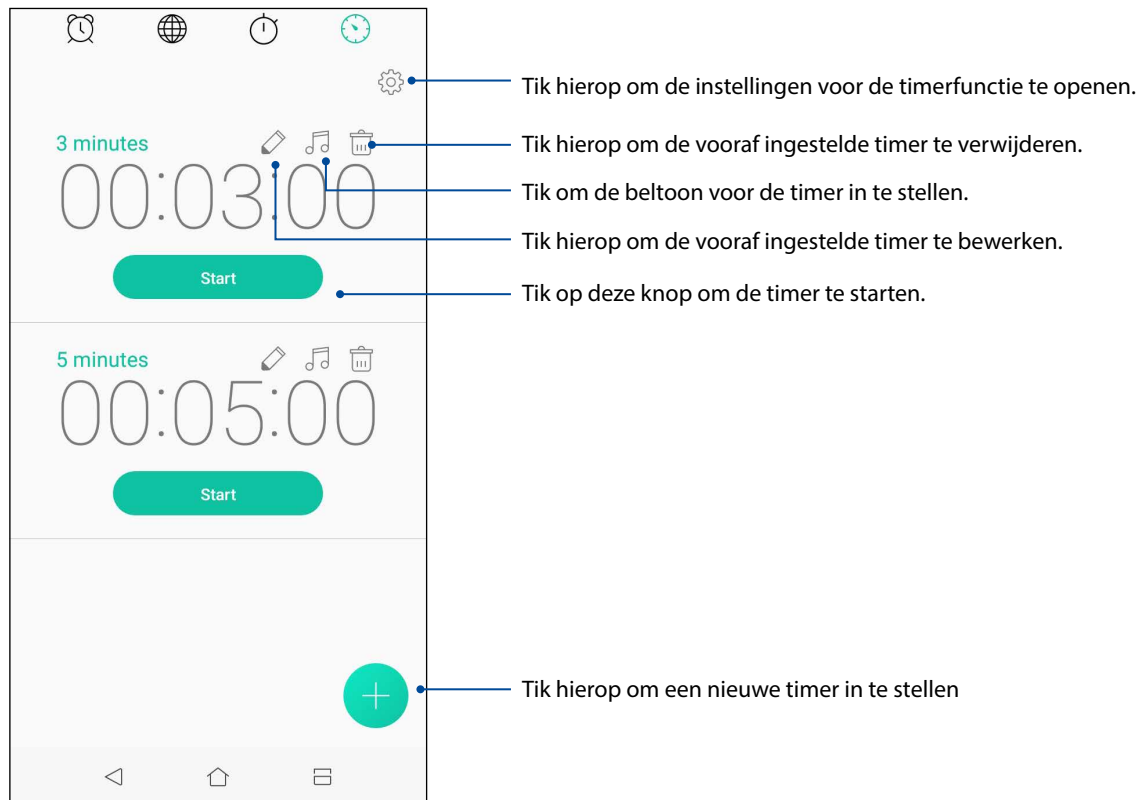 Tik hierop om de instellingen voor de timerfunctie te openen.
3 minutes
Tik hierop om de vooraf ingestelde timer te verwijderen.
00:03:00
Tik om de beltoon voor de timer in te stellen.
Tik hierop om de vooraf ingestelde timer te bewerken.
Start
Tik op deze knop om de timer te starten.
5 minutes
00:05:00
Start
Tik hierop om een nieuwe timer in te stellen